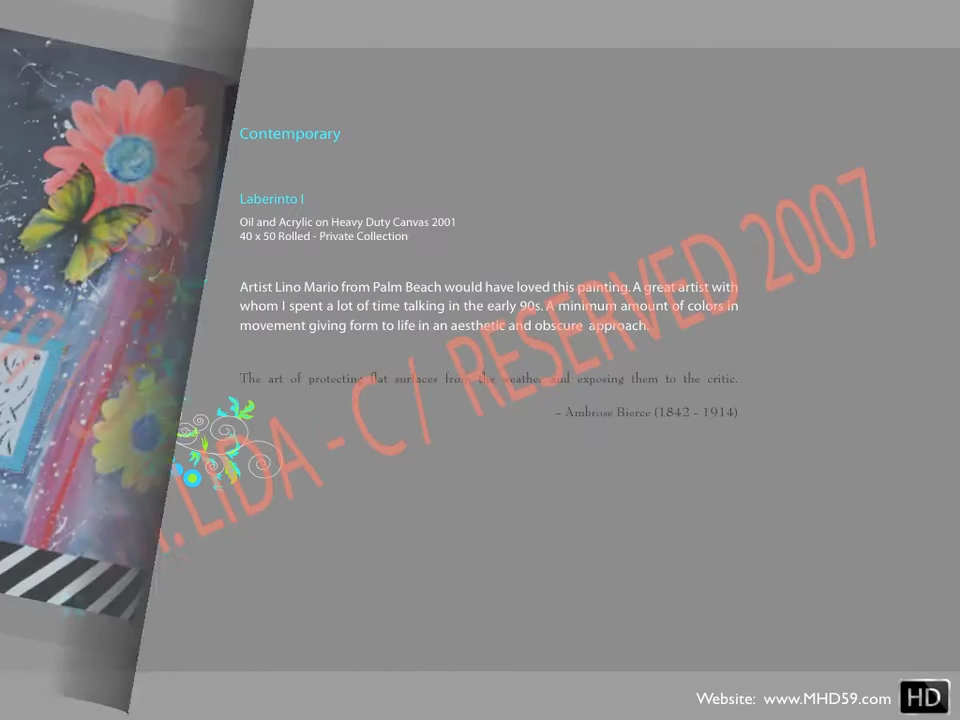 Contemporary
Laberinto I
Oil and Acrylic on Heavy Duty Canvas 2001
40 x 50 Rolled - Private Collection
Artist Lino Mario from Palm Beach would have loved this painting. A great artist with
whom I spent a lot of time talking in the early 90s. A minimum amount of colors in
movement giving form to life in an aesthetic and obscure approach.
The art of protecting flat surfaces from the weather and exposing them to the critic.
– Ambrose Bierce (1842 - 1914)
.LIDA - C / RESERVED 2007
Website: www.MHD59.com
HD